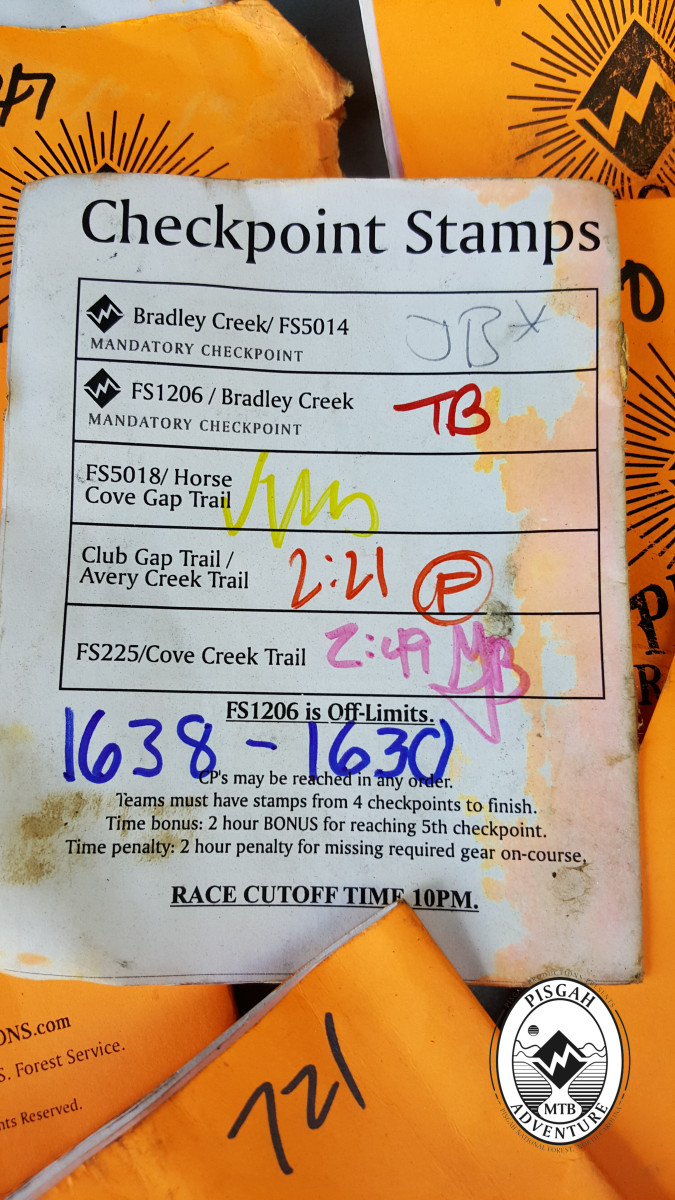 Checkpoint Stamps
Bradley Creek/ FS5014 JB*
MANDATORY CHECKPOINT
FS1206 / Bradley Creek TB
MANDATORY CHECKPOINT
FS5018/ Horse
Cove Gap Trail
Club Gap Trail /
Avery Creek Trail 2:21 F
FS225/Cove Creek Trail 2:49
FS1206 is Off-Limits.
1638 - 1630
CP's may be reached in any order.
Teams must have stamps from 4 checkpoints to finish.
Time bonus: 2 hour BONUS for reaching 5th checkpoint.
Time penalty: 2 hour penalty for missing required gear on-course.
RACE CUTOFF TIME 10PM.
ONS.com
S. Forest Service.
nts Reserved.
721
PISGAH
MTB
ADVENTURE